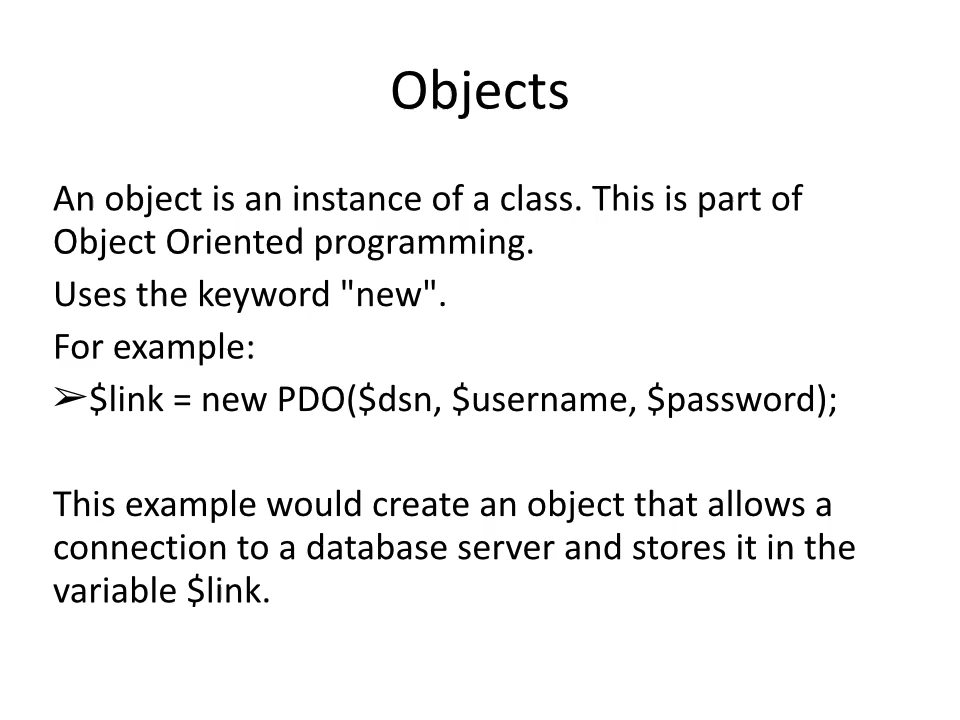 Objects
An object is an instance of a class. This is part of
Object Oriented programming.
Uses the keyword "new".
For example:
➢$link = new PDO($dsn, $username, $password);
This example would create an object that allows a
connection to a database server and stores it in the
variable $link.